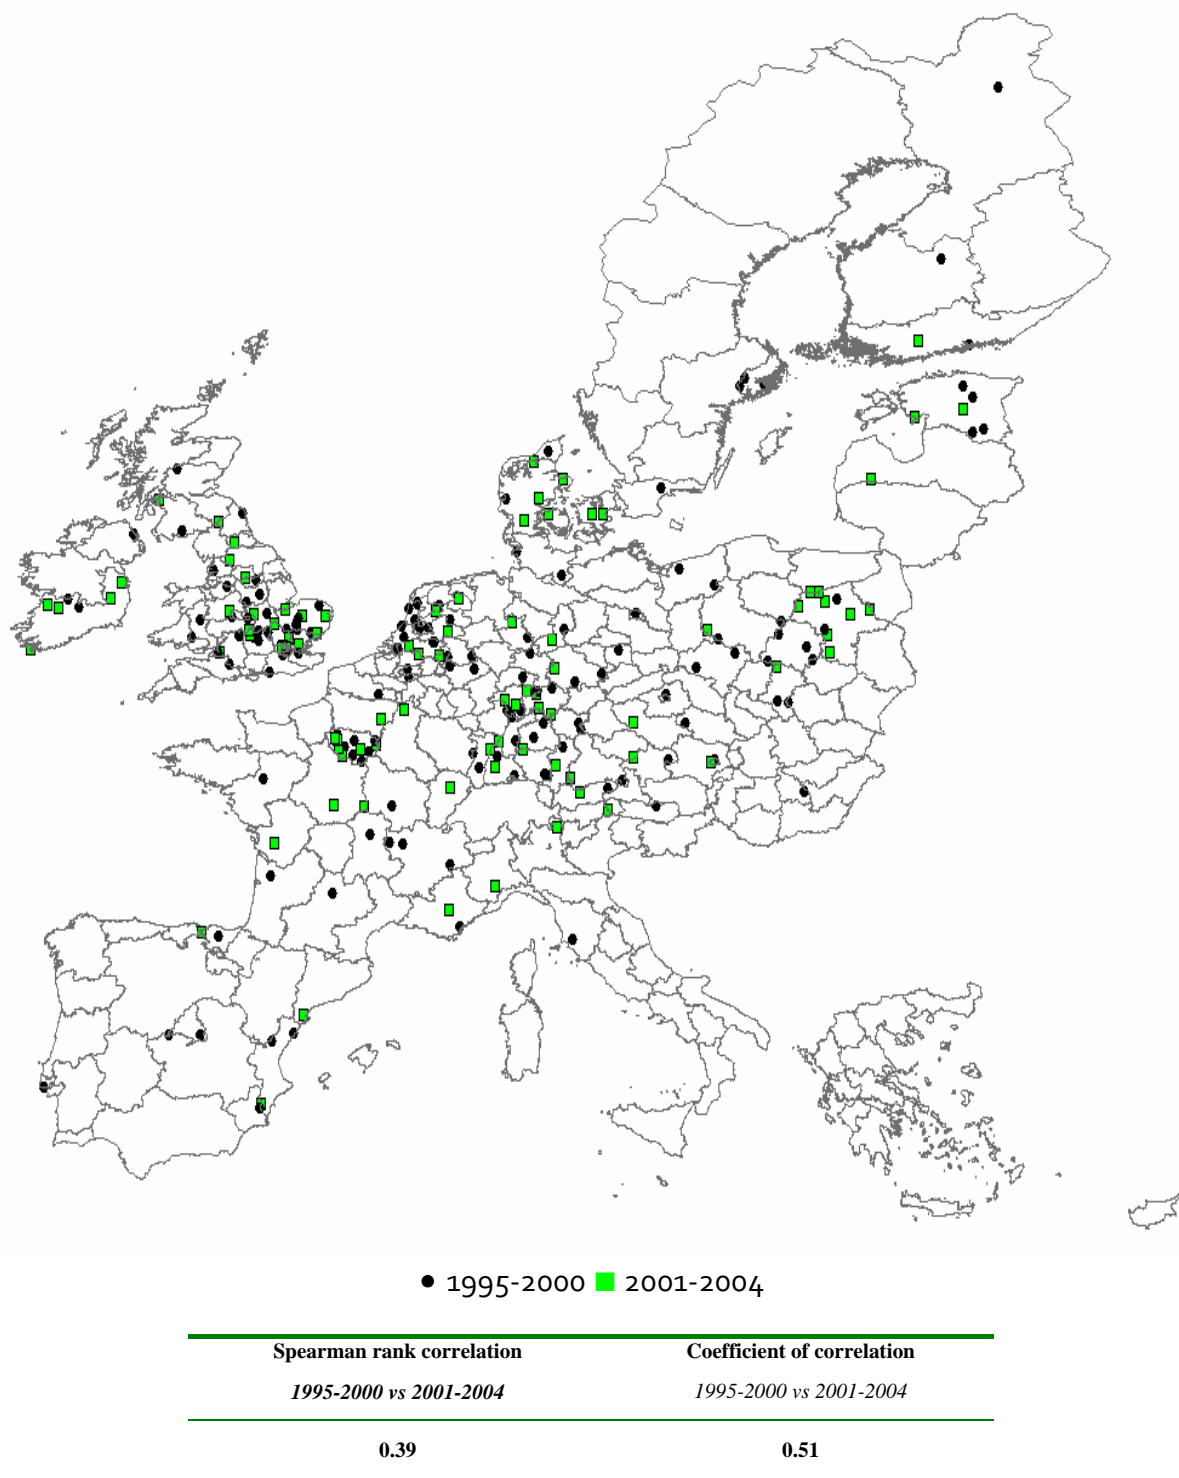 1995-2000 2001-2004
Spearman rank correlation Coefficient of correlation
1995-2000 vs 2001-2004 1995-2000 vs 2001-2004
0.39 0.51